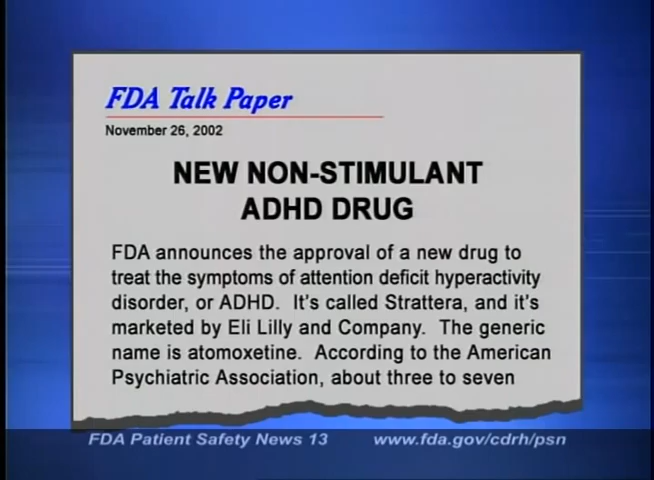 FDA Talk Paper
November 26, 2002
NEW NON-STIMULANT
ADHD DRUG
FDA announces the approval of a new drug to
treat the symptoms of attention deficit hyperactivity
disorder, or ADHD. It's called Strattera, and it's
marketed by Eli Lilly and Company. The generic
name is atomoxetine. According to the American
Psychiatric Association, about three to seven
FDA Patient Safety News 13 www.fda.gov/cdrh/psn